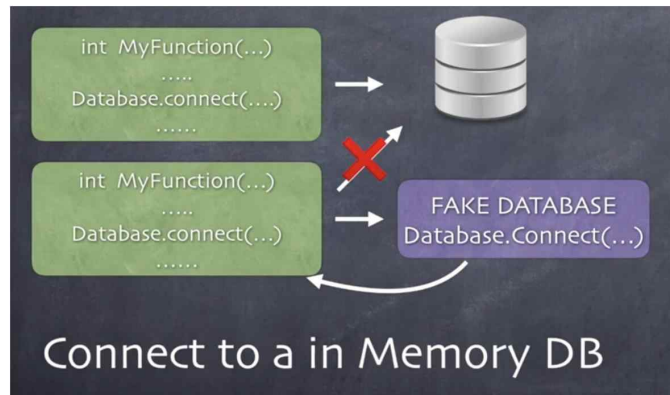 int MyFunction(...)
.....
Database.connect(....)
......
int MyFunction(...)
.....
Database.connect(...)
......
FAKE DATABASE
Database.Connect(...)
Connect to a in Memory DB